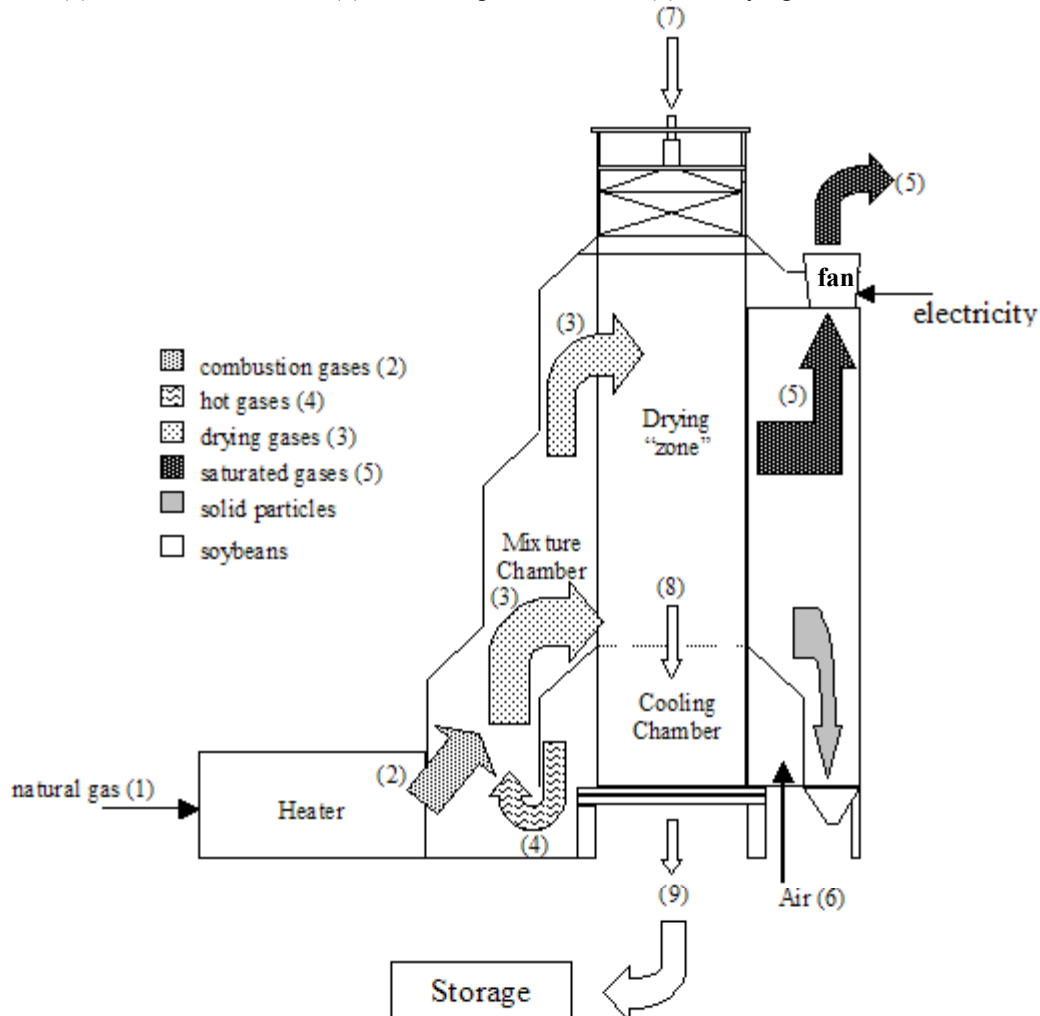 (7)
(5)
fan
electricity
(3)
combustion gases (2)
hot gases (4)
drying gases (3)
saturated gases (5)
solid particles
soybeans
Drying
“zone”
(5)
Mixture
Chamber
(3)
(8)
Cooling
Chamber
natural gas (1)
(2)
Heater
(4)
(9)
Air (6)
Storage